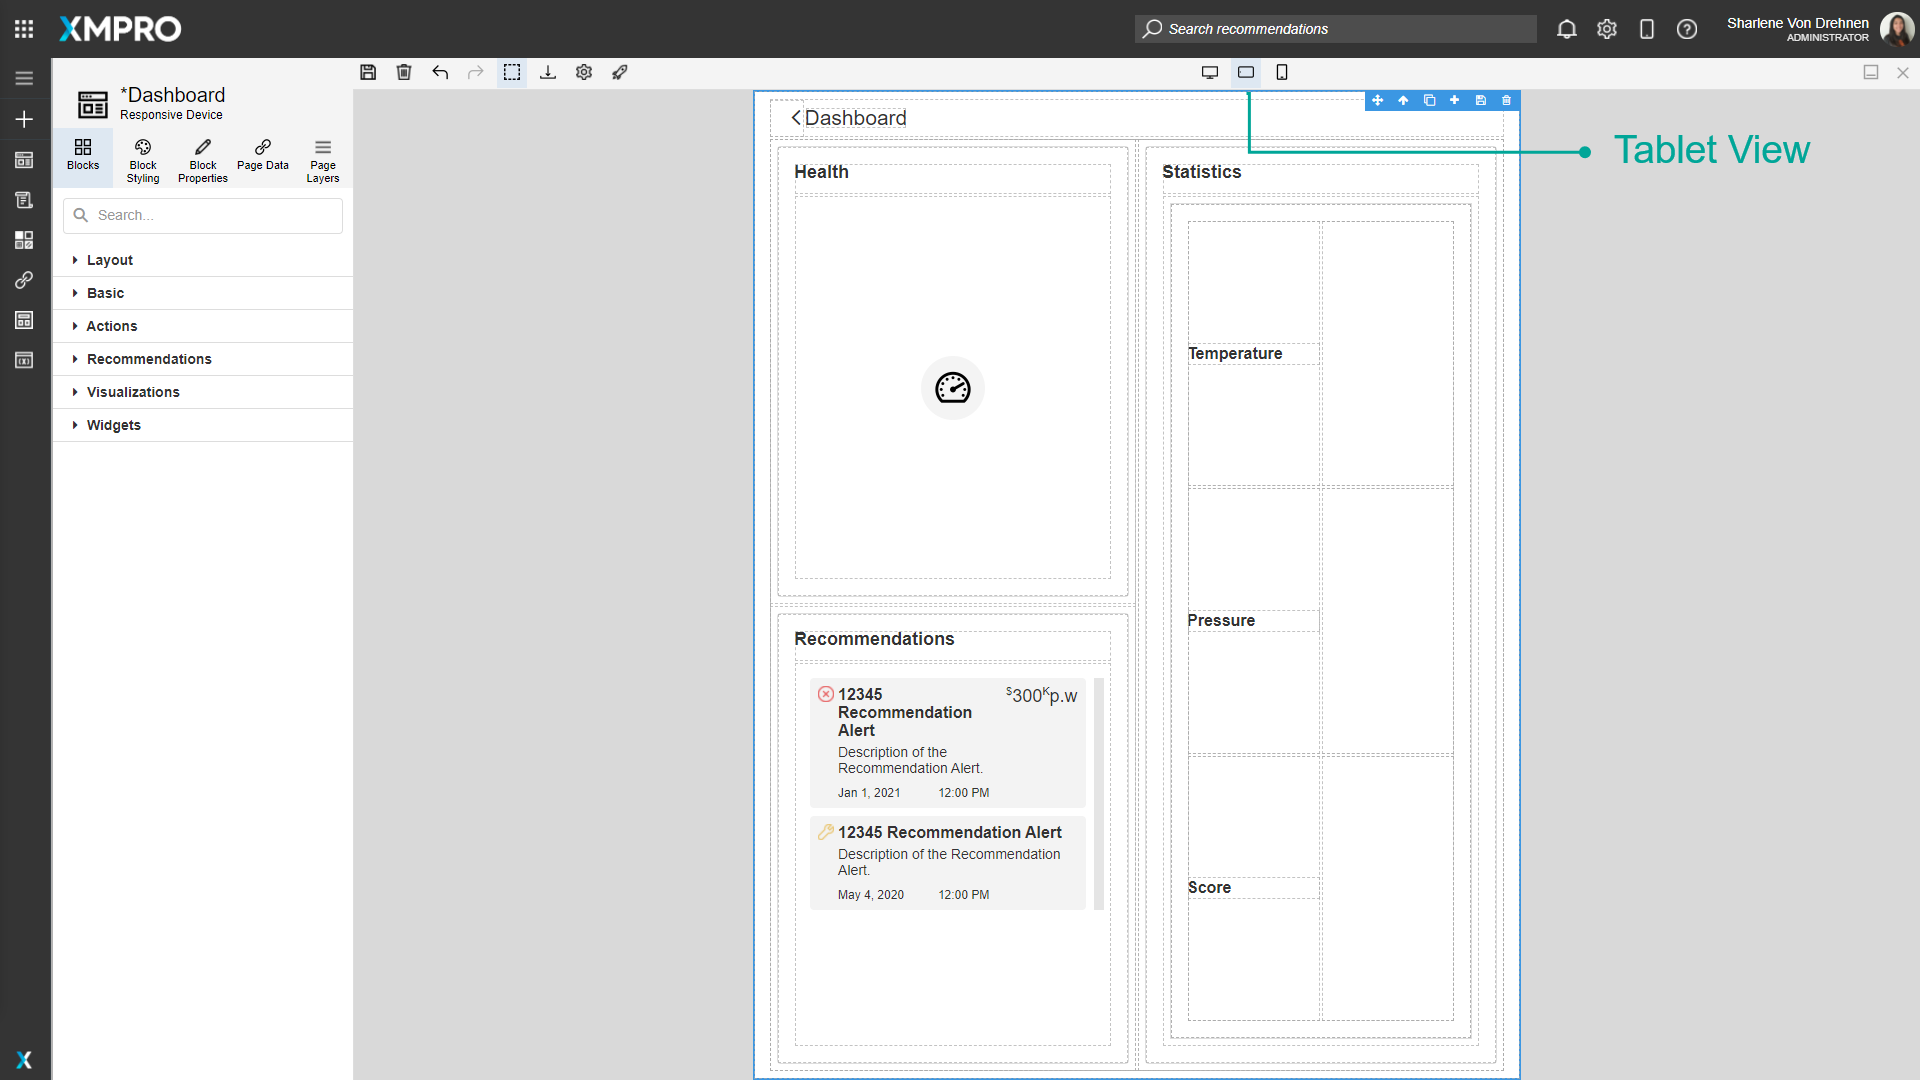 XMPRO
Search recommendations
Sharlene Von Drehnen
ADMINISTRATOR
*Dashboard
Responsive Device
Blocks
Block
Styling
Block
Properties
Page Data
Page
Layers
Search...
Layout
Basic
Actions
Recommendations
Visualizations
Widgets
Dashboard
Tablet View
Health
Statistics
Temperature
Pressure
Score
Recommendations
12345
Recommendation
Alert
$300Kp.w
Description of the
Recommendation Alert.
Jan 1, 2021 12:00 PM
12345 Recommendation Alert
Description of the Recommendation
Alert.
May 4, 2020 12:00 PM